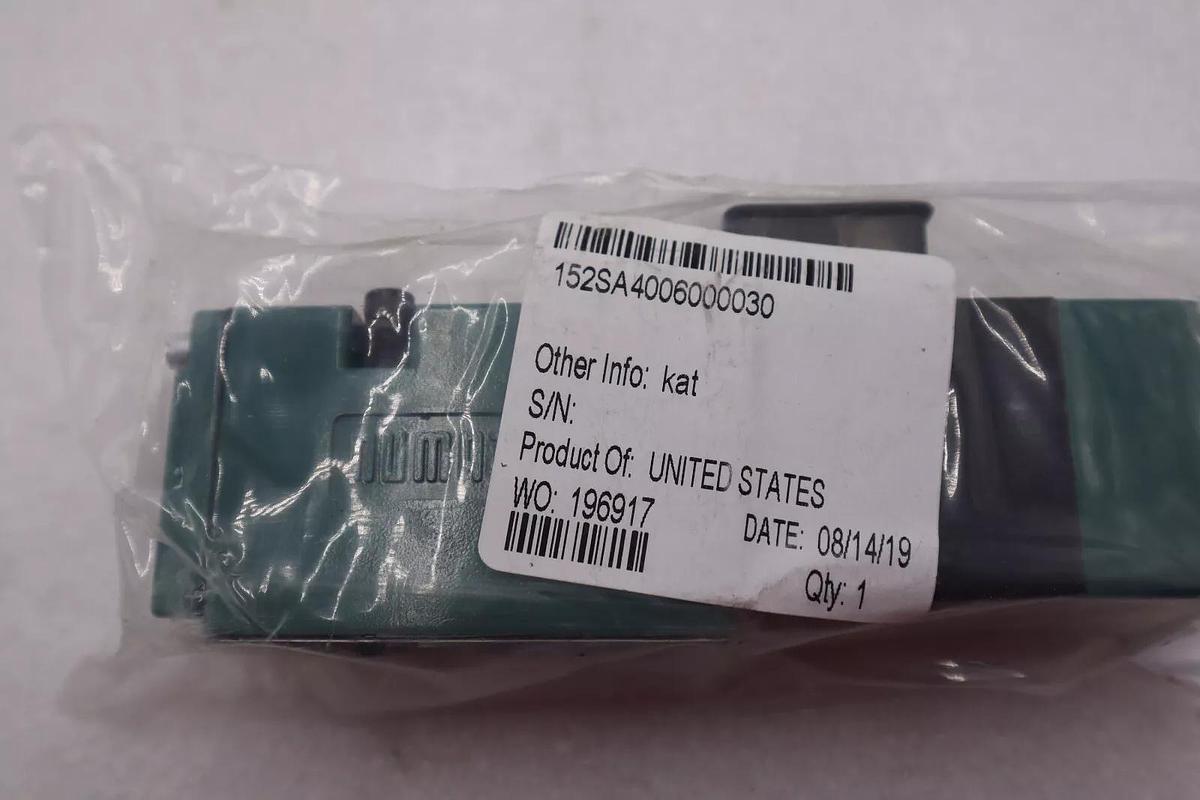 152SA4006000030
Other Info: kat
S/N:
Product Of: UNITED STATES
WO: 196917
DATE: 08/14/19
Qty: 1